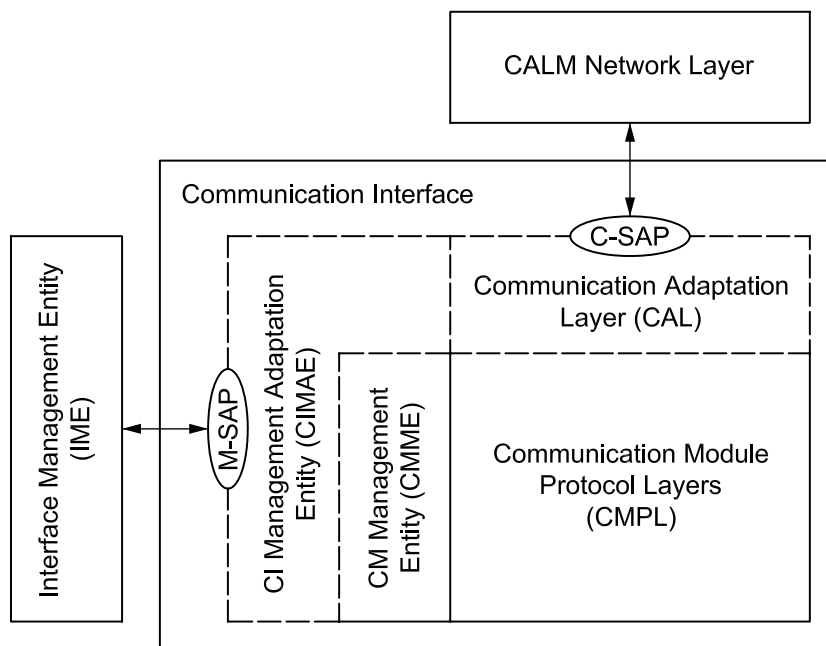 CALM Network Layer
Communication Interface
C-SAP
Communication Adaptation
Layer (CAL)
Interface Management Entity
(IME)
M-SAP
CI Management Adaptation
Entity (CIMAE)
CM Management
Entity (CMME)
Communication Module
Protocol Layers
(CMPL)